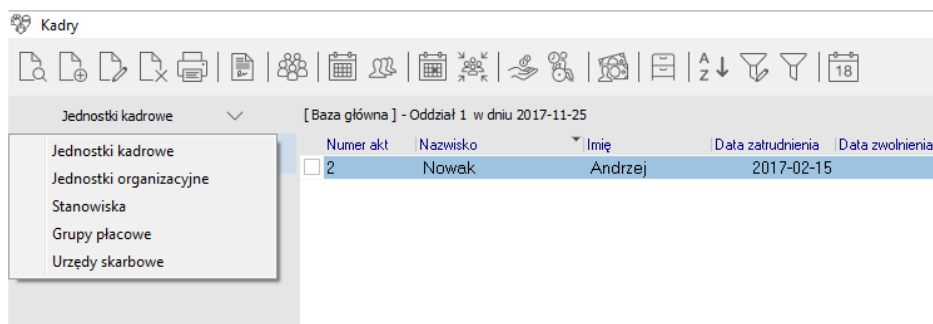 Kadry
18
Jednostki kadrowe
[ Baza główna ] - Oddział 1 w dniu 2017-11-25
Jednostki kadrowe
Jednostki organizacyjne
Stanowiska
Grupy płacowe
Urzędy skarbowe
Numer akt Nazwisko Imię Data zatrudnienia Data zwolnienia
2 Nowak Andrzej 2017-02-15